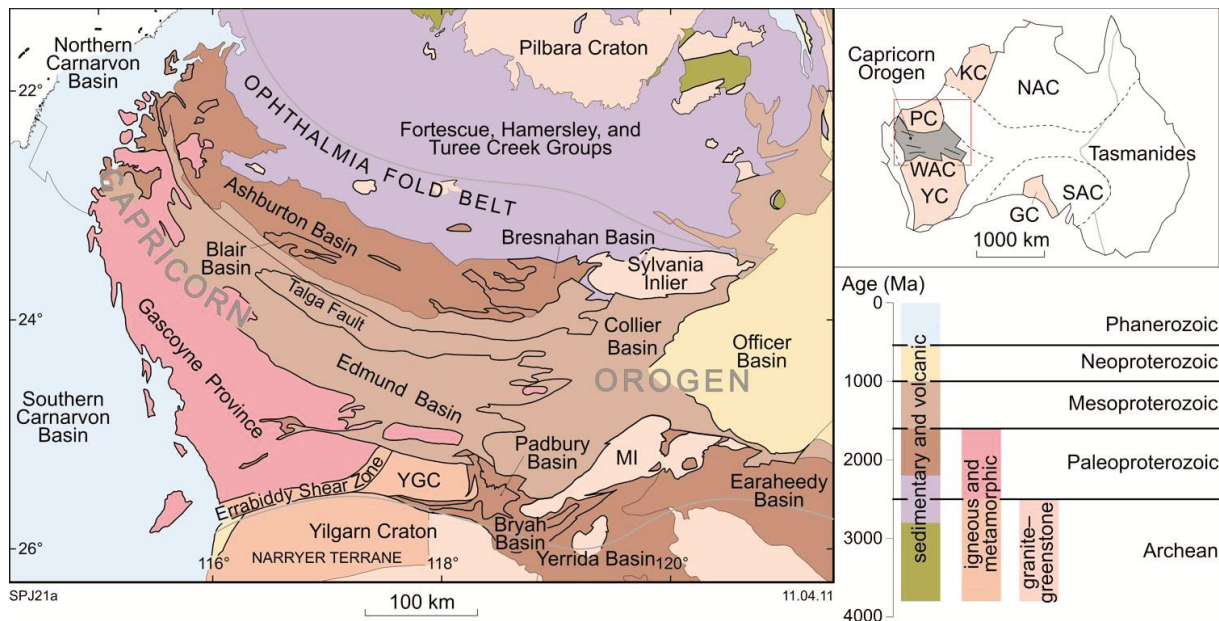 Northern
Carnarvon
Basin
22°
Pilbara Craton
OPHTHALMIA FOLD BELT
Fortescue, Hamersley, and
Turee Creek Groups
CAPRICORN
Ashburton Basin
Blair
Basin
Bresnahan Basin
Sylvania
Inlier
Talga Fault
24°
Collier
Basin
Officer
Basin
Gascoyne Province
Edmund Basin
OROGEN
Southern
Carnarvon
Basin
Padbury
Basin
MI
YGC
Errabiddy Shear Zone
Earaheedy
Basin
Yilgarn Craton
Bryah
Basin
NARRYER TERRANE
Yerrida Basin
26°
116°
118°
120°
SPJ21a
100 km
11.04.11
Capricorn
Orogen
KC
NAC
PC
Tasmanides
WAC
YC
GC
SAC
1000 km
Age (Ma)
0
1000
2000
3000
4000
sedimentary and volcanic
igneous and
metamorphic
granite–
greenstone
Phanerozoic
Neoproterozoic
Mesoproterozoic
Paleoproterozoic
Archean